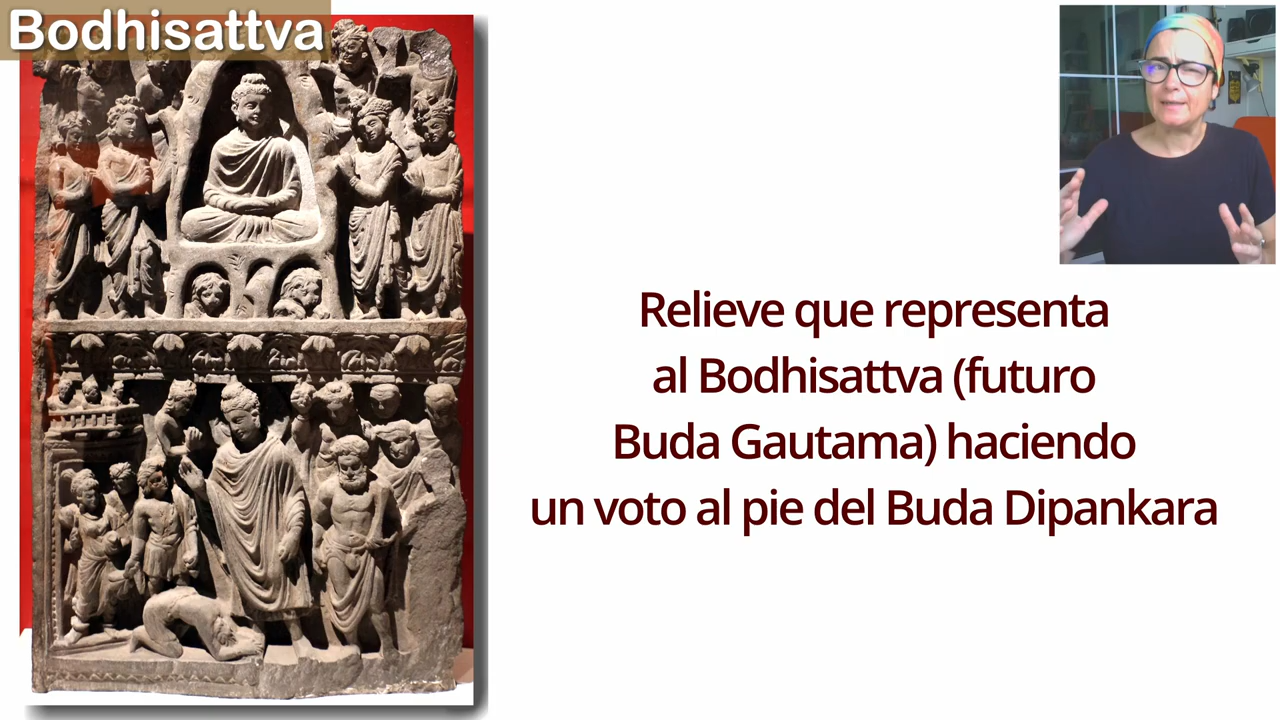 Bodhisattva
Relieve que representa
al Bodhisattva (futuro
Buda Gautama) haciendo
un voto al pie del Buda Dipankara